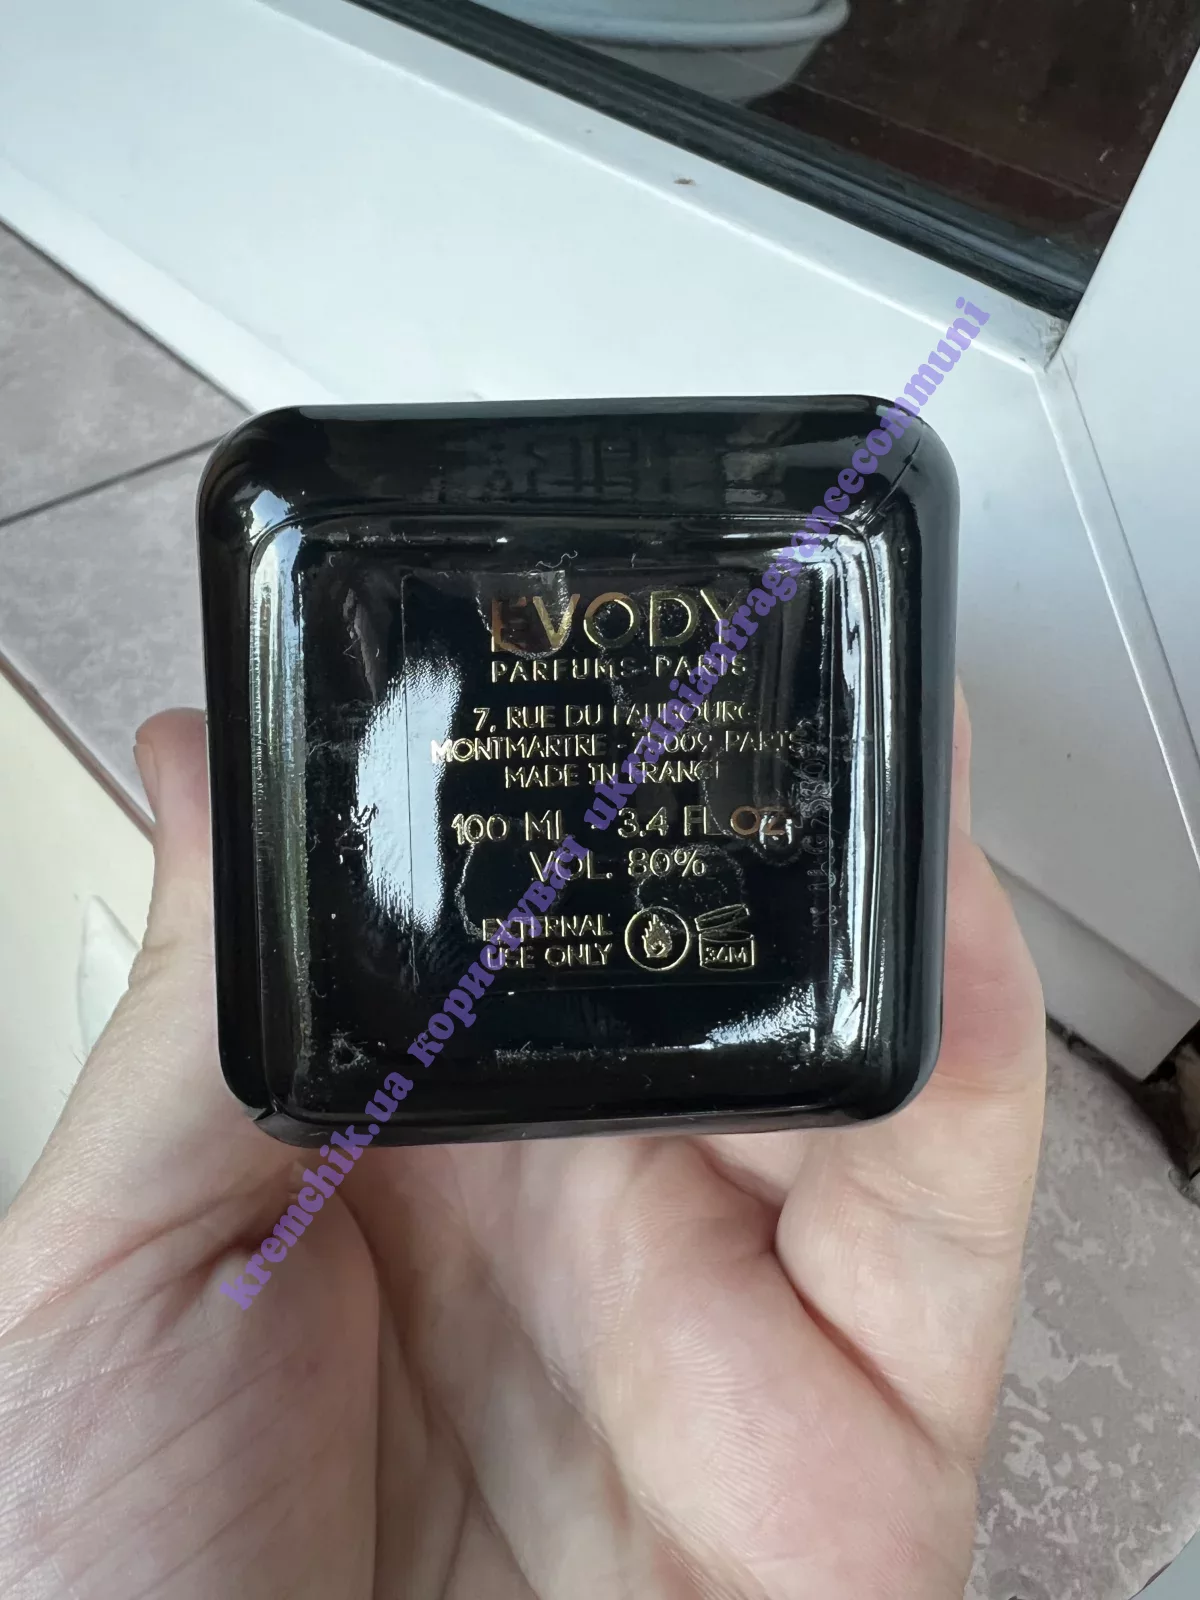 EVODY
PARFUMS-PARIS
7, RUE DU FAUBOURG
MONTMARTRE - 75009 PARIS
MADE IN FRANCE
100 ML - 3.4 FL OZ
VOL. 80%
EXTERNAL
USE ONLY
36M
kremchik.ua користувач ukrainianfragrancecommuni